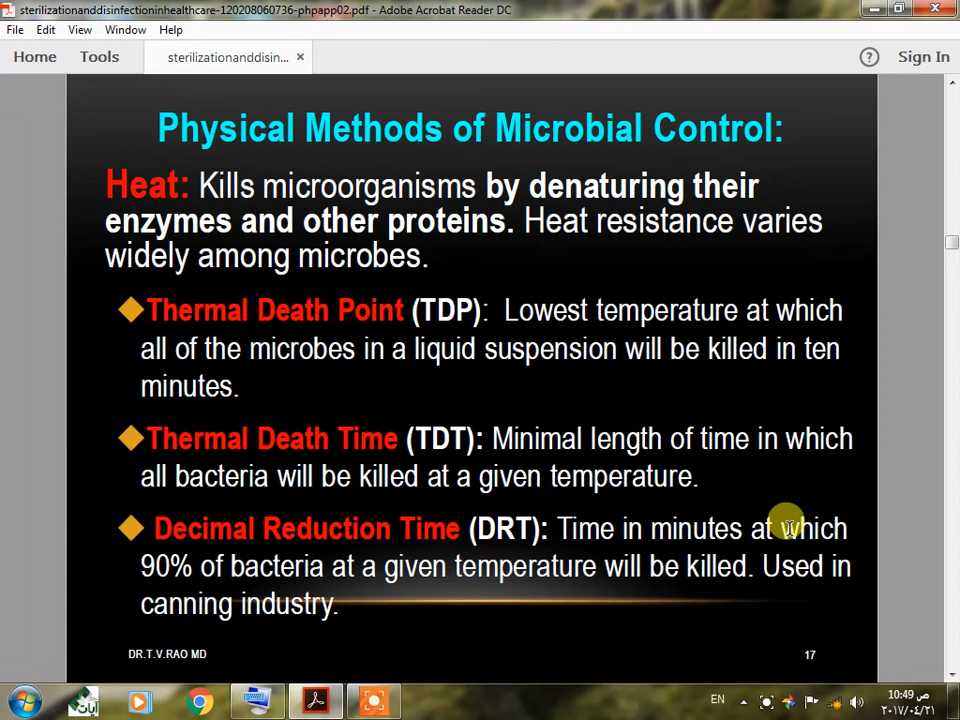 sterilizationanddisinfectioninhealthcare-120208060736-phpapp02.pdf - Adobe Acrobat Reader DC
File Edit View Window Help
Home Tools sterilizationanddisin... × ? Sign In
Physical Methods of Microbial Control:
Heat: Kills microorganisms by denaturing their
enzymes and other proteins. Heat resistance varies
widely among microbes.
Thermal Death Point (TDP): Lowest temperature at which
all of the microbes in a liquid suspension will be killed in ten
minutes.
Thermal Death Time (TDT): Minimal length of time in which
all bacteria will be killed at a given temperature.
Decimal Reduction Time (DRT): Time in minutes at which
90% of bacteria at a given temperature will be killed. Used in
canning industry.
DR.T.V.RAO MD 17
آيات EN 10:49 ص
٢٠١٧/٠٤/٢١